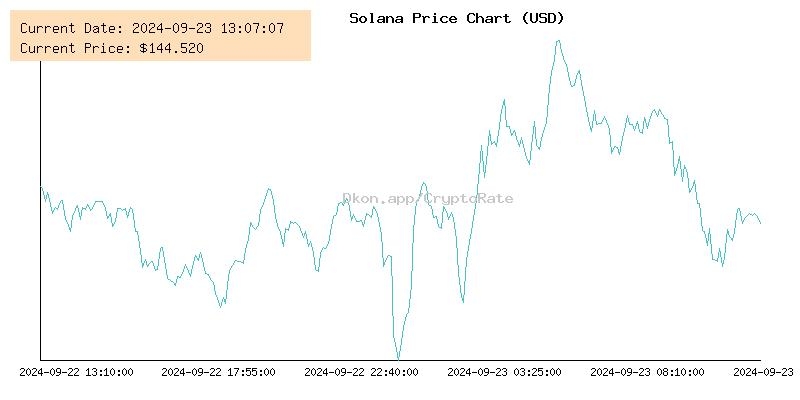 Solana Price Chart (USD)
Current Date: 2024-09-23 13:07:07
Current Price: $144.520
Dkon.app/CryptoRate
2024-09-22 13:10:00 2024-09-22 17:55:00 2024-09-22 22:40:00 2024-09-23 03:25:00 2024-09-23 08:10:00 2024-09-23